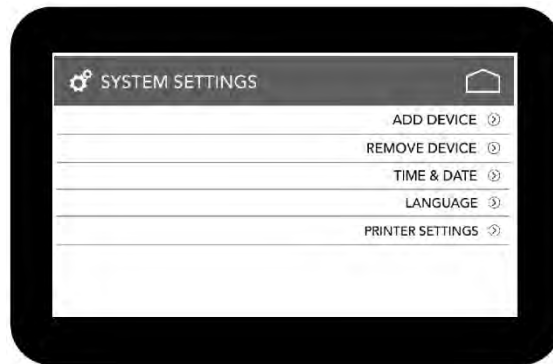 SYSTEM SETTINGS
ADD DEVICE
REMOVE DEVICE
TIME & DATE
LANGUAGE
PRINTER SETTINGS